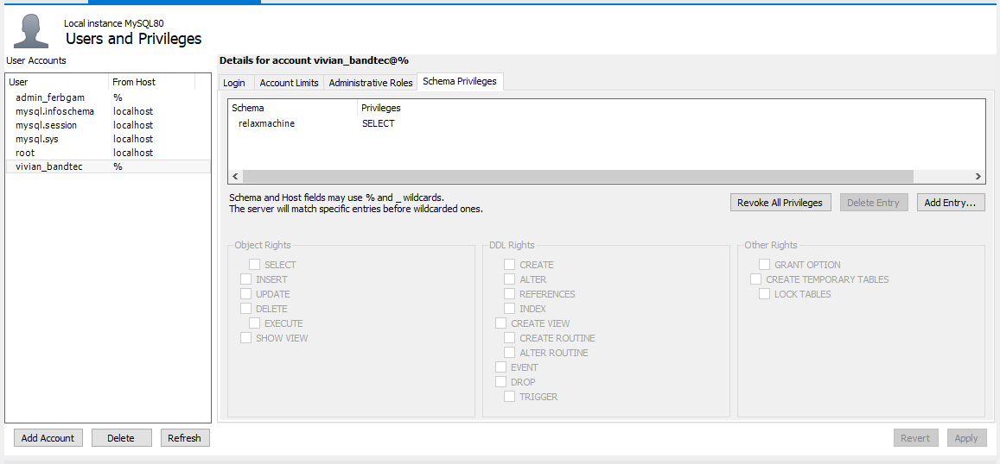 Local instance MySQL80
Users and Privileges
User Accounts
User From Host
admin_ferbgam %
mysql.infoschema localhost
mysql.session localhost
mysql.sys localhost
root localhost
vivian_bandtec %
Add Account Delete Refresh
Details for account vivian_bandtec@%
Login Account Limits Administrative Roles Schema Privileges
Schema Privileges
relaxmachine SELECT
Schema and Host fields may use % and _ wildcards.
The server will match specific entries before wildcarded ones.
Revoke All Privileges Delete Entry Add Entry...
Object Rights
SELECT
INSERT
UPDATE
DELETE
EXECUTE
SHOW VIEW
DDL Rights
CREATE
ALTER
REFERENCES
INDEX
CREATE VIEW
CREATE ROUTINE
ALTER ROUTINE
EVENT
DROP
TRIGGER
Other Rights
GRANT OPTION
CREATE TEMPORARY TABLES
LOCK TABLES
Revert Apply